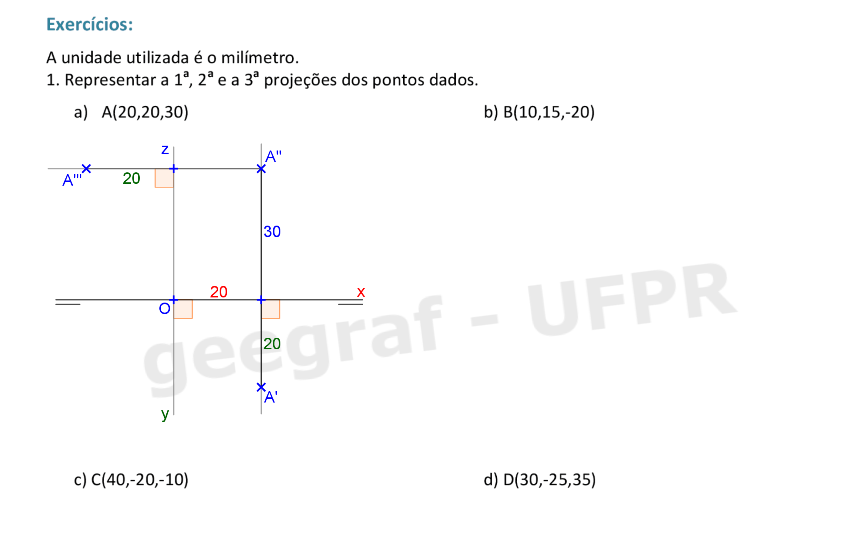 Exercícios:
A unidade utilizada é o milímetro.
1. Representar a 1ª, 2ª e a 3ª projeções dos pontos dados.
a) A(20,20,30)
b) B(10,15,-20)
z
A''
A'''
20
30
20
x
O
20
A'
y
geegraf - UFPR
c) C(40,-20,-10)
d) D(30,-25,35)